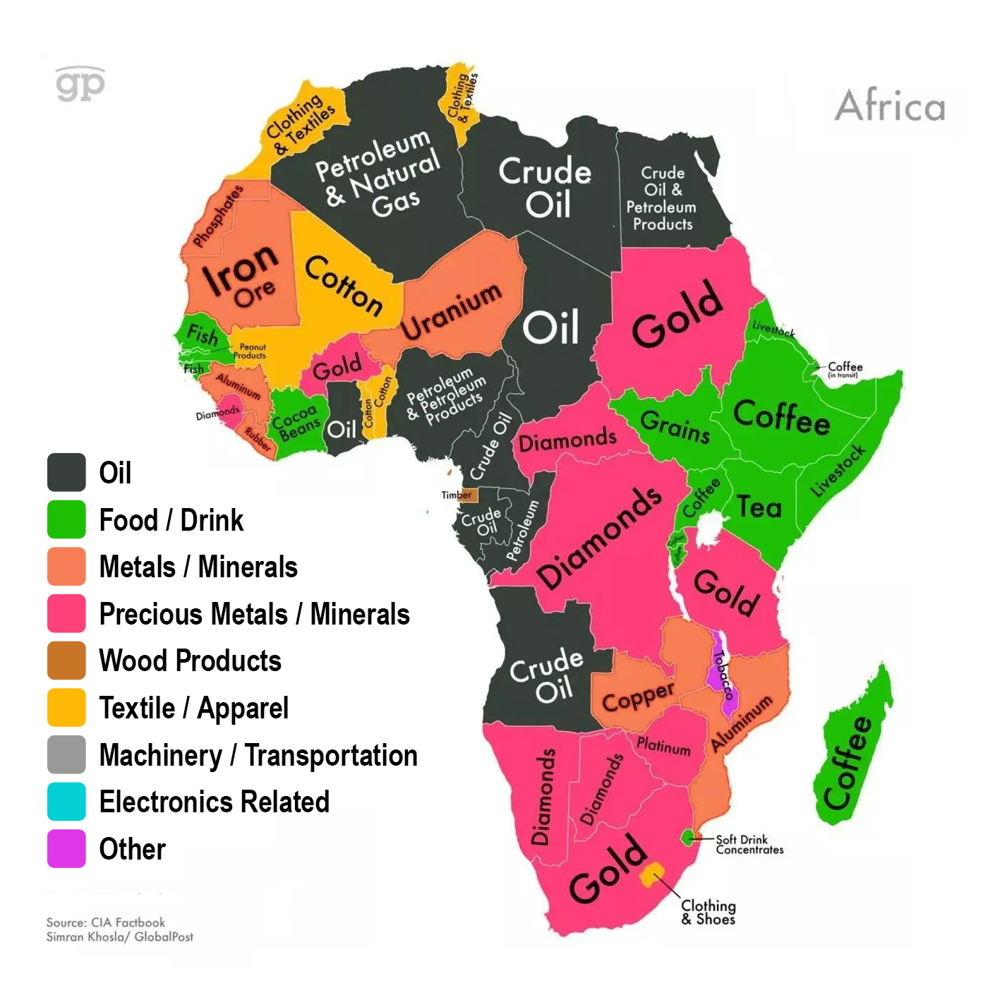 gp
Africa
Clothing
& Textiles
Clothing
& Textiles
Petroleum
& Natural
Gas
Crude
Oil
Crude
Oil &
Petroleum
Products
Phosphates
Iron
Ore
Cotton
Uranium
Oil
Gold
Livestock
Coffee
(in transit)
Fish
Peanut
Products
Fish
Aluminum
Diamonds
Rubber
Cocoa
Beans
Gold
Oil
Cotton
Cotton
Petroleum
& Petroleum
Products
Crude Oil
Diamonds
Grains
Coffee
Livestock
Timber
Crude
Oil
Petroleum
Diamonds
Coffee
Tea
Coffee
Coffee
Gold
Crude
Oil
Copper
Tobacco
Aluminum
Platinum
Diamonds
Diamonds
Coffee
Gold
Soft Drink
Concentrates
Clothing
& Shoes
Oil
Food / Drink
Metals / Minerals
Precious Metals / Minerals
Wood Products
Textile / Apparel
Machinery / Transportation
Electronics Related
Other
Source: CIA Factbook
Simran Khosla/ GlobalPost